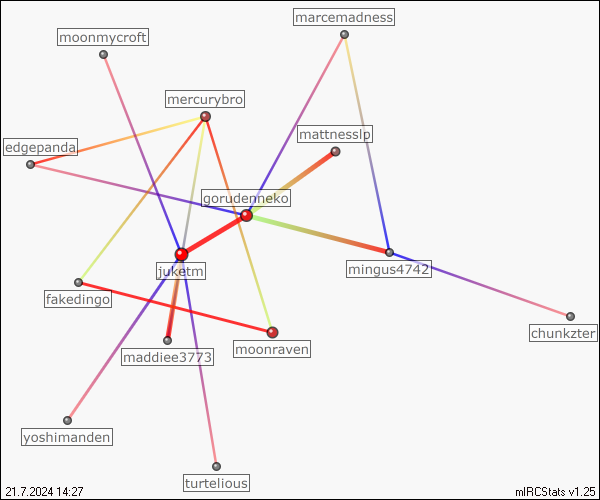 marcemadness
moonmycroft
mercurybro
mattnesslp
edgepanda
gorudenneko
juketm
mingus4742
fakedingo
chunkzter
moonraven
maddiee3773
yoshimanden
turtelious
21.7.2024 14:27
mIRCStats v1.25